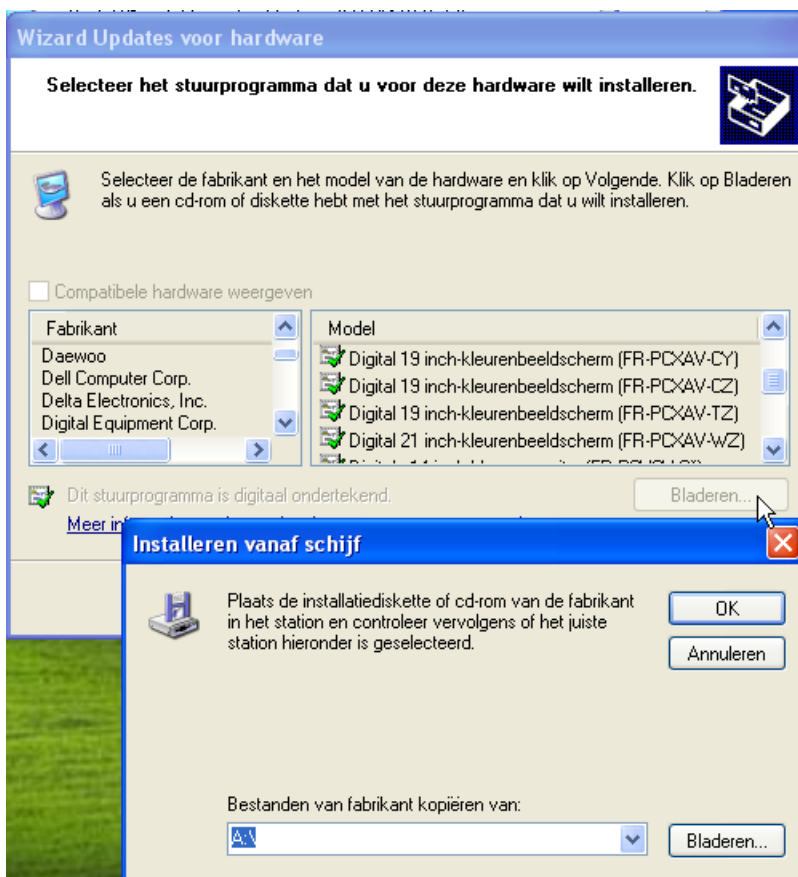 Wizard Updates voor hardware
Selecteer het stuurprogramma dat u voor deze hardware wilt installeren.
Selecteer de fabrikant en het model van de hardware en klik op Volgende. Klik op Bladeren
als u een cd-rom of diskette hebt met het stuurprogramma dat u wilt installeren.
Compatibele hardware weergeven
Fabrikant
Daewoo
Dell Computer Corp.
Delta Electronics, Inc.
Digital Equipment Corp.
Model
Digital 19 inch-kleurenbeeldscherm (FR-PCXAV-CY)
Digital 19 inch-kleurenbeeldscherm (FR-PCXAV-CZ)
Digital 19 inch-kleurenbeeldscherm (FR-PCXAV-TZ)
Digital 21 inch-kleurenbeeldscherm (FR-PCXAV-WZ)
Dit stuurprogramma is digitaal ondertekend.
Bladeren...
Meer
Installeren vanaf schijf
Plaats de installatiediskette of cd-rom van de fabrikant
in het station en controleer vervolgens of het juiste
station hieronder is geselecteerd.
OK
Annuleren
Bestanden van fabrikant kopiëren van:
A:\
Bladeren...